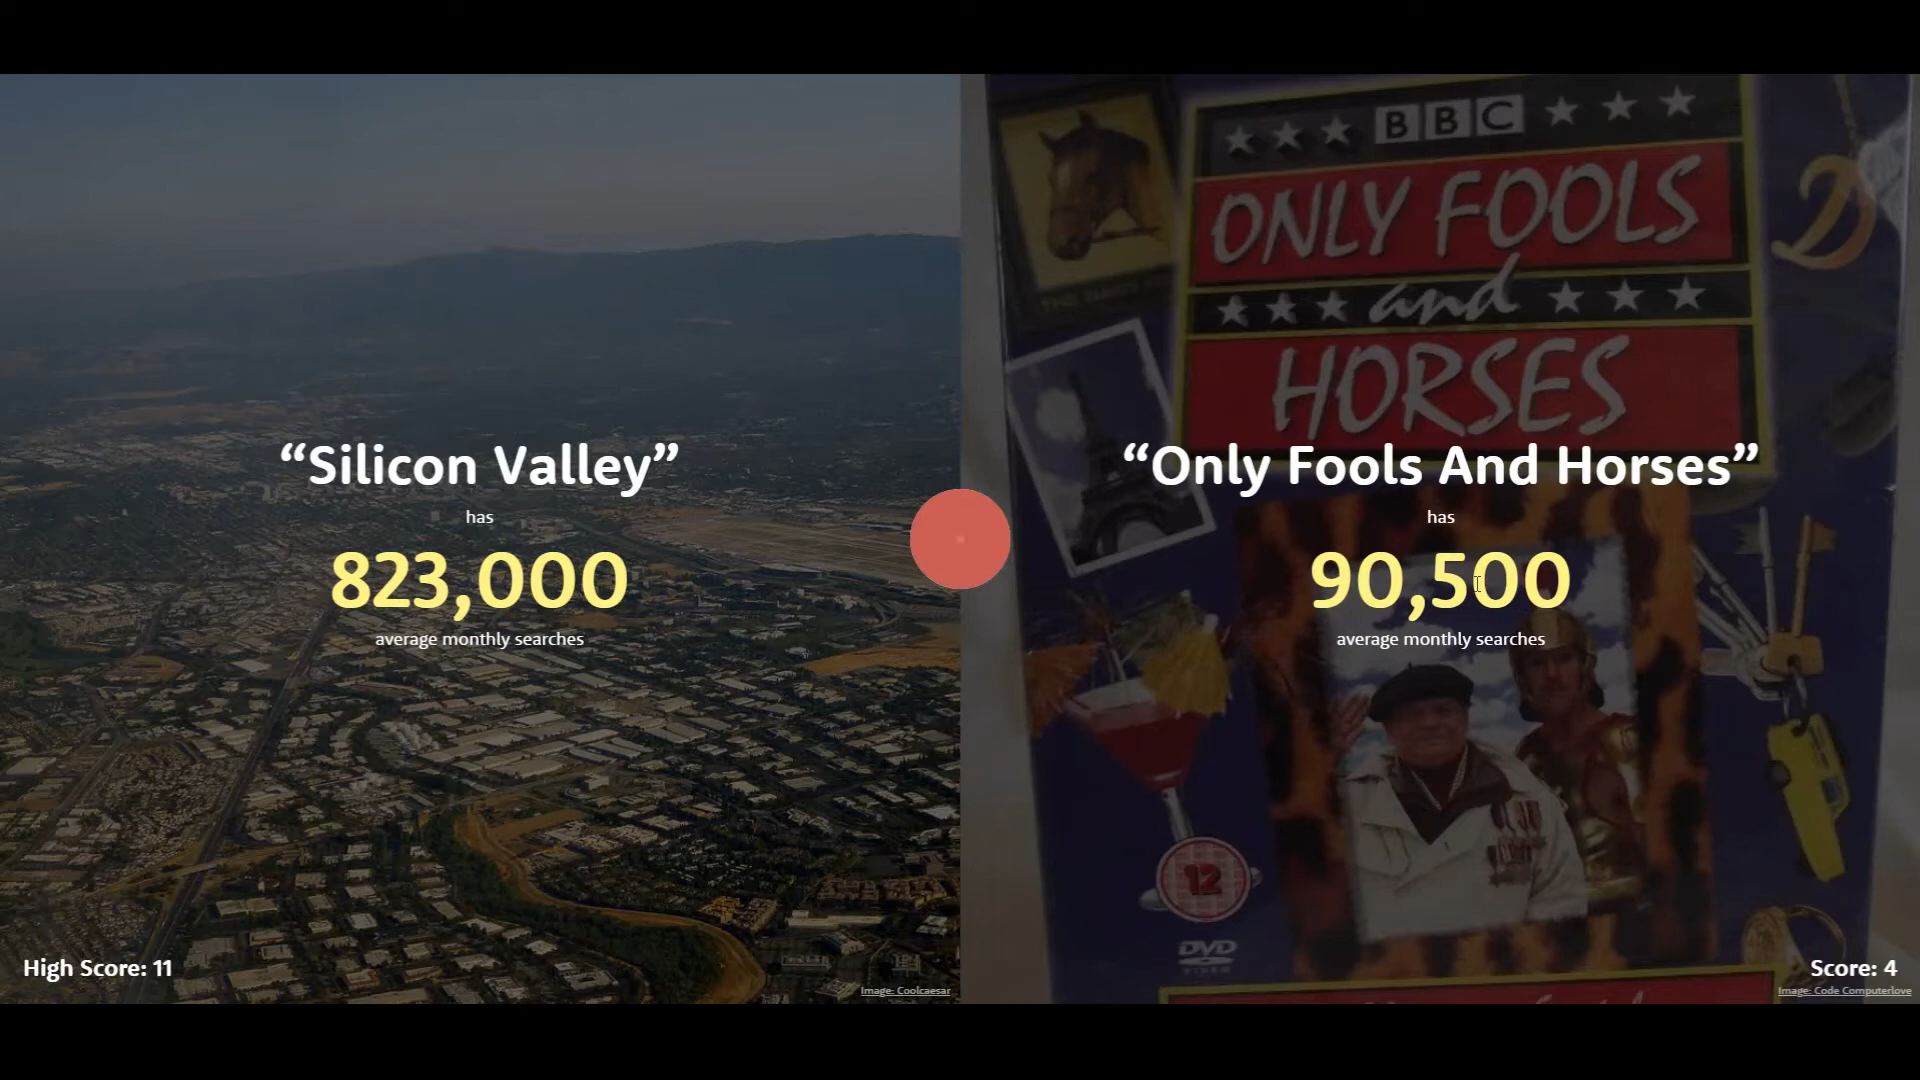 BBC
ONLY FOOLS
and
HORSES
“Silicon Valley”
has
823,000
average monthly searches
“Only Fools And Horses”
has
90,500
average monthly searches
12
DVD
VIDEO
High Score: 11
Image: Coolcaesar
Score: 4
Image: Code Computerlove